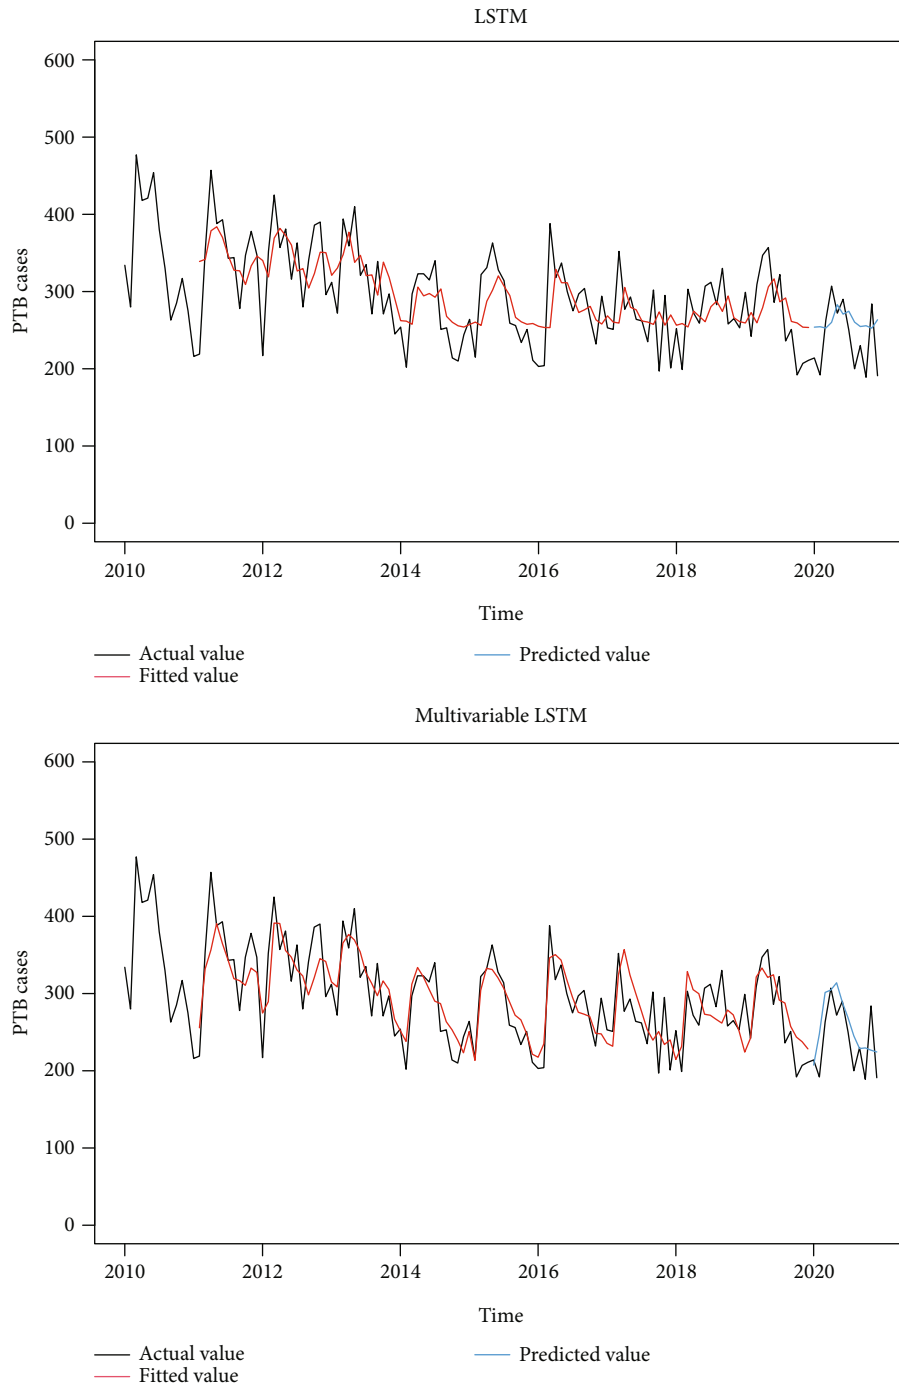 LSTM
600
500
400
300
200
100
0
PTB cases
2010 2012 2014 2016 2018 2020
Time
Actual value
Fitted value
Predicted value
Multivariable LSTM
600
500
400
300
200
100
0
PTB cases
2010 2012 2014 2016 2018 2020
Time
Actual value
Fitted value
Predicted value